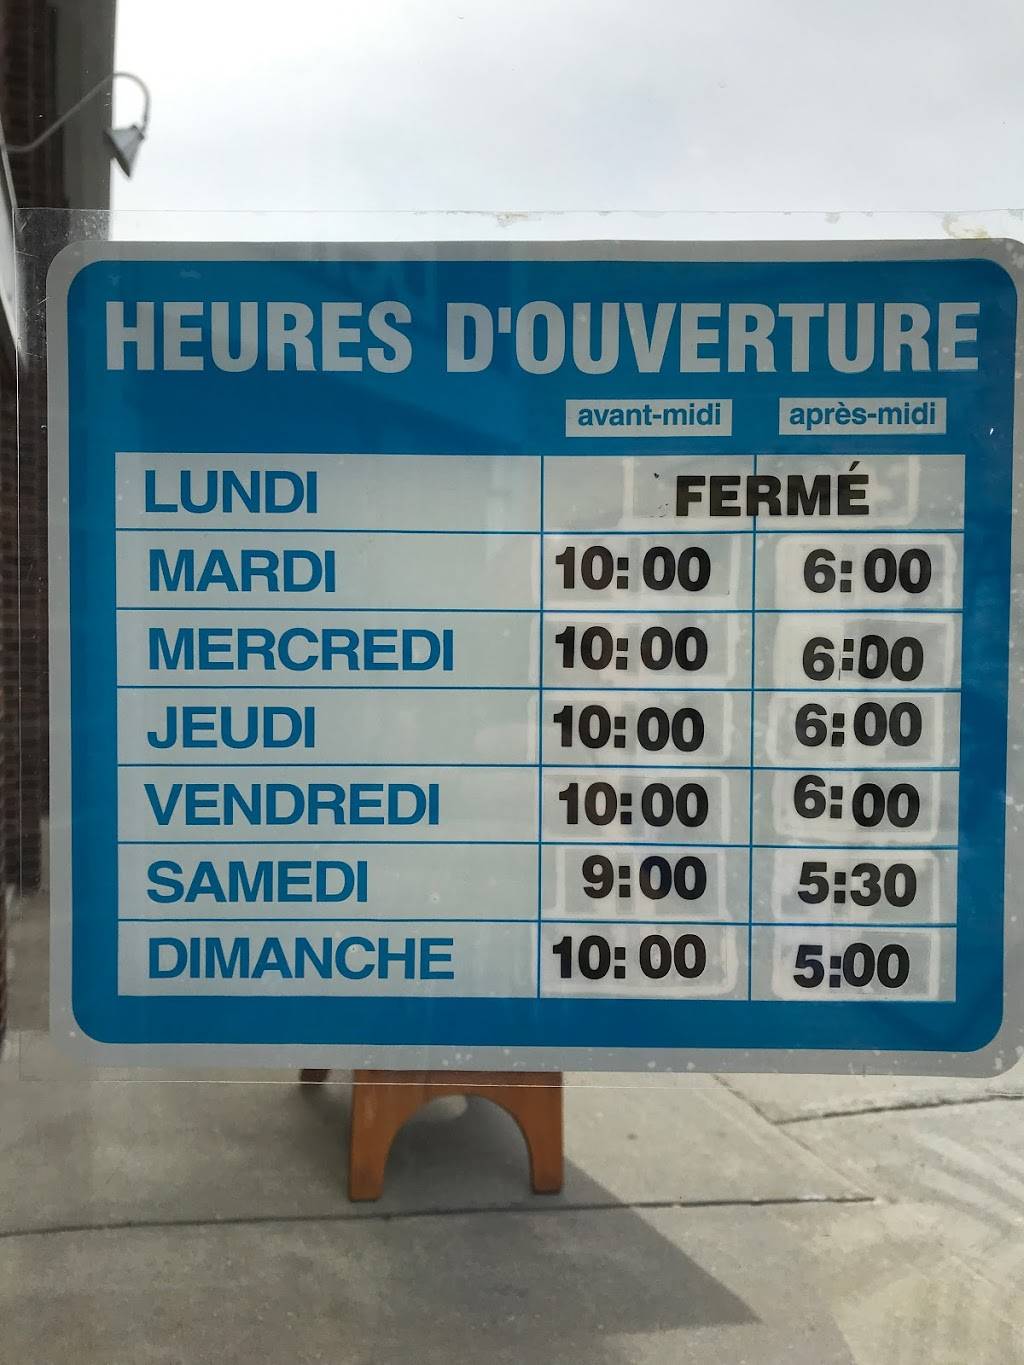 HEURES D'OUVERTURE
avant-midi après-midi
LUNDI FERMÉ
MARDI 10:00 6:00
MERCREDI 10:00 6:00
JEUDI 10:00 6:00
VENDREDI 10:00 6:00
SAMEDI 9:00 5:30
DIMANCHE 10:00 5:00